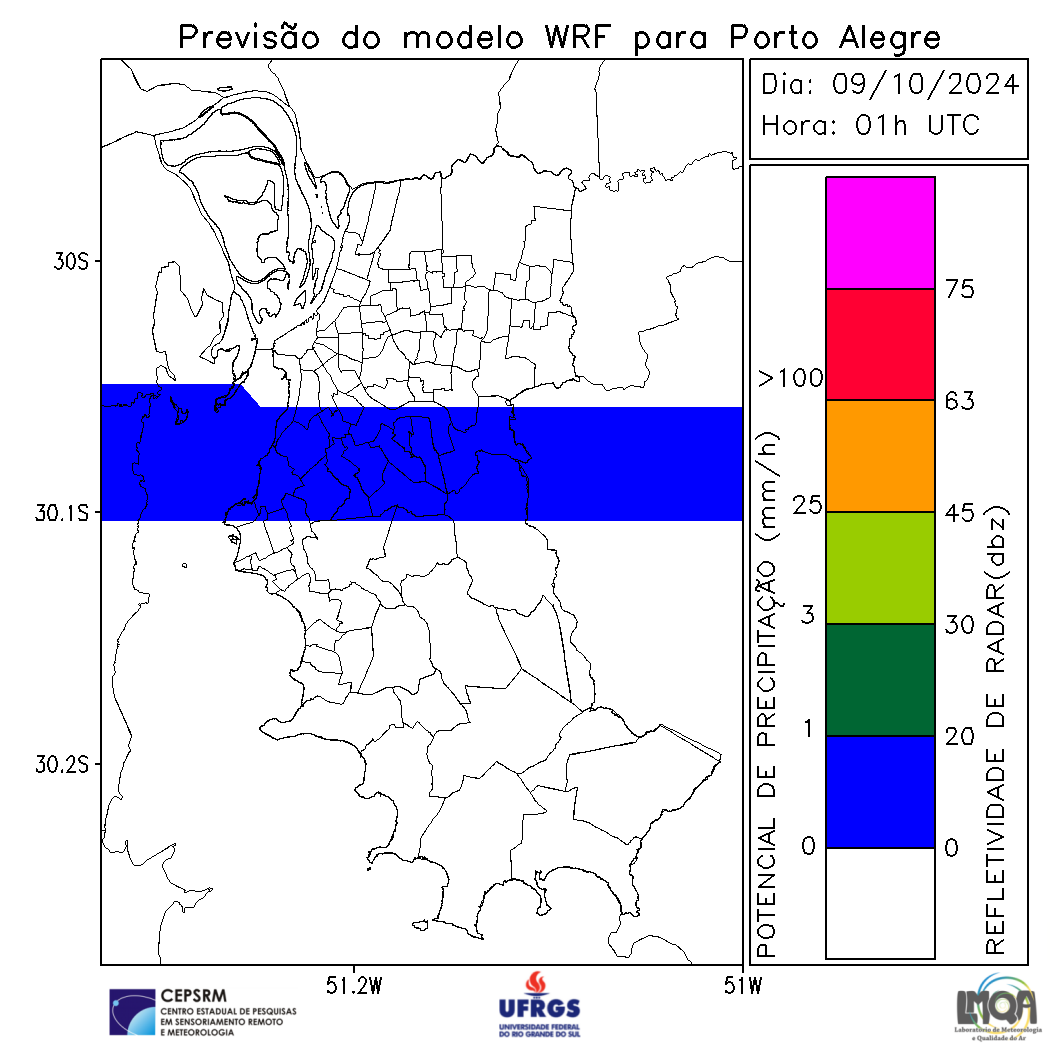 Previsão do modelo WRF para Porto Alegre
Dia: 09/10/2024
Hora: 01h UTC
30S
30.1S
30.2S
51.2W
51W
POTENCIAL DE PRECIPITAÇÃO (mm/h)
>100
25
3
1
0
75
63
45
30
20
0
REFLETIVIDADE DE RADAR(dbz)
CEPSRM
CENTRO ESTADUAL DE PESQUISAS
EM SENSORIAMENTO REMOTO
E METEOROLOGIA
UFRGS
UNIVERSIDADE FEDERAL
DO RIO GRANDE DO SUL
LMQA
Laboratório de Meteorologia
e Qualidade do Ar